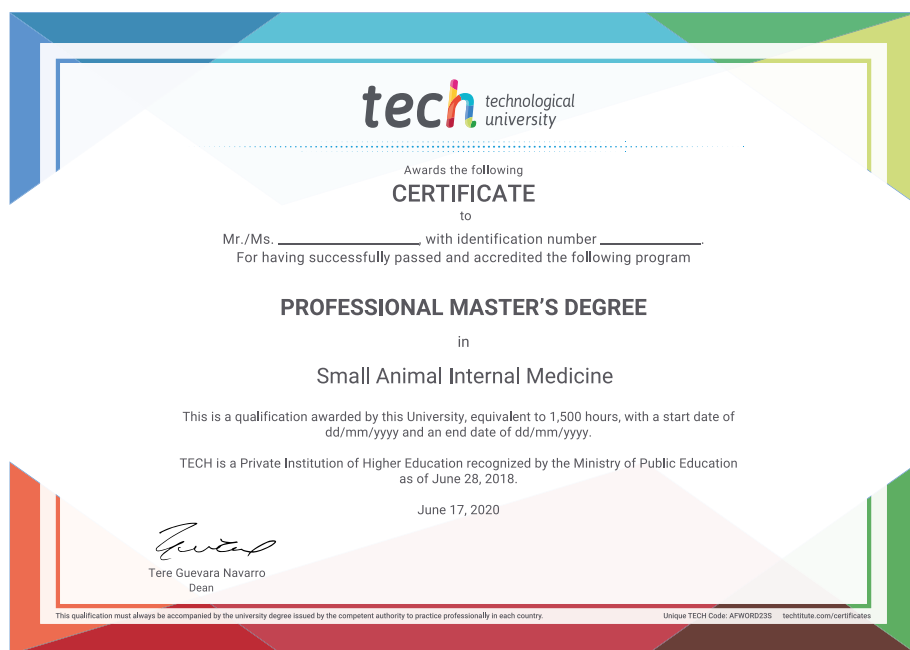 tech technological
university
Awards the following
CERTIFICATE
to
Mr./Ms. ____________, with identification number ____________.
For having successfully passed and accredited the following program
PROFESSIONAL MASTER'S DEGREE
in
Small Animal Internal Medicine
This is a qualification awarded by this University, equivalent to 1,500 hours, with a start date of
dd/mm/yyyy and an end date of dd/mm/yyyy.
TECH is a Private Institution of Higher Education recognized by the Ministry of Public Education
as of June 28, 2018.
June 17, 2020
Tere Guevara Navarro
Dean
This qualification must always be accompanied by the university degree issued by the competent authority to practice professionally in each country.
Unique TECH Code: AFWORD23S techtitute.com/certificates